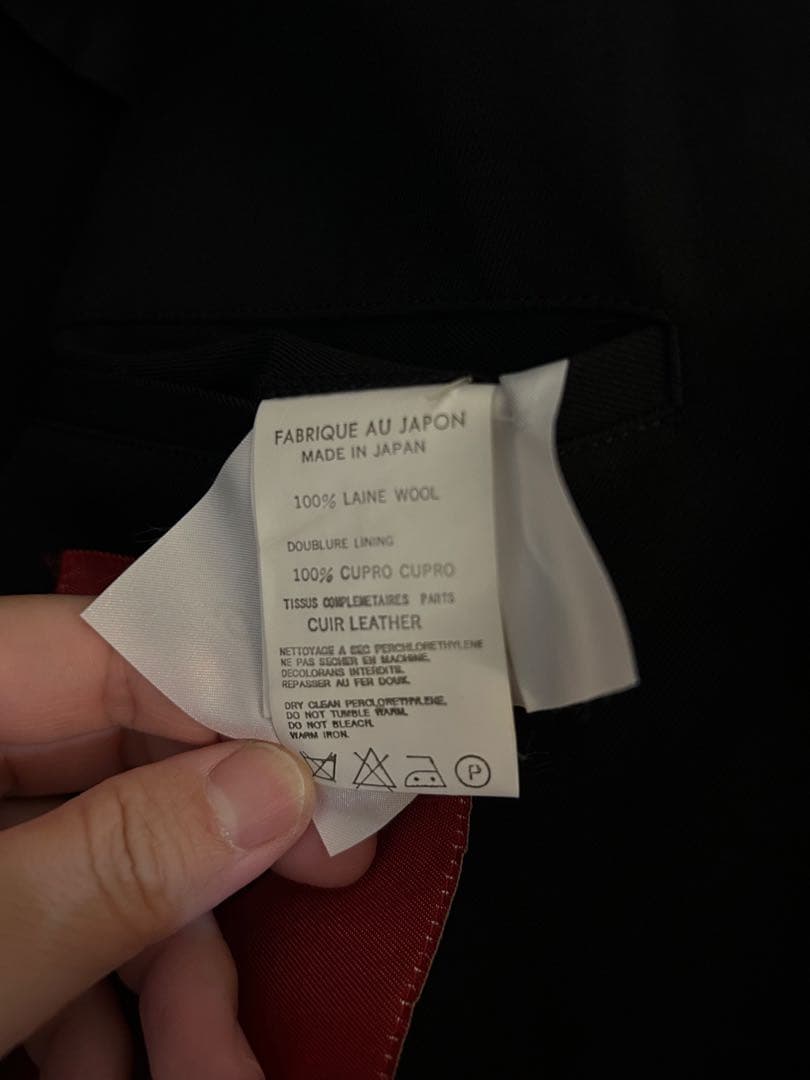 FABRIQUE AU JAPON
MADE IN JAPAN
100% LAINE WOOL
DOUBLURE LINING
100% CUPRO CUPRO
TISSUS COMPLEMETAIRES PARTS
CUIR LEATHER
NETTOYAGE A SEC PERCHLORETHYLENE
NE PAS SECHER EN MACHINE.
DECOLORANS INTERDITS.
REPASSER AU FER DOUX.
DRY CLEAN PERCLORETHYLENE.
DO NOT TUMBLE WARM.
DO NOT BLEACH.
WARM IRON.
P